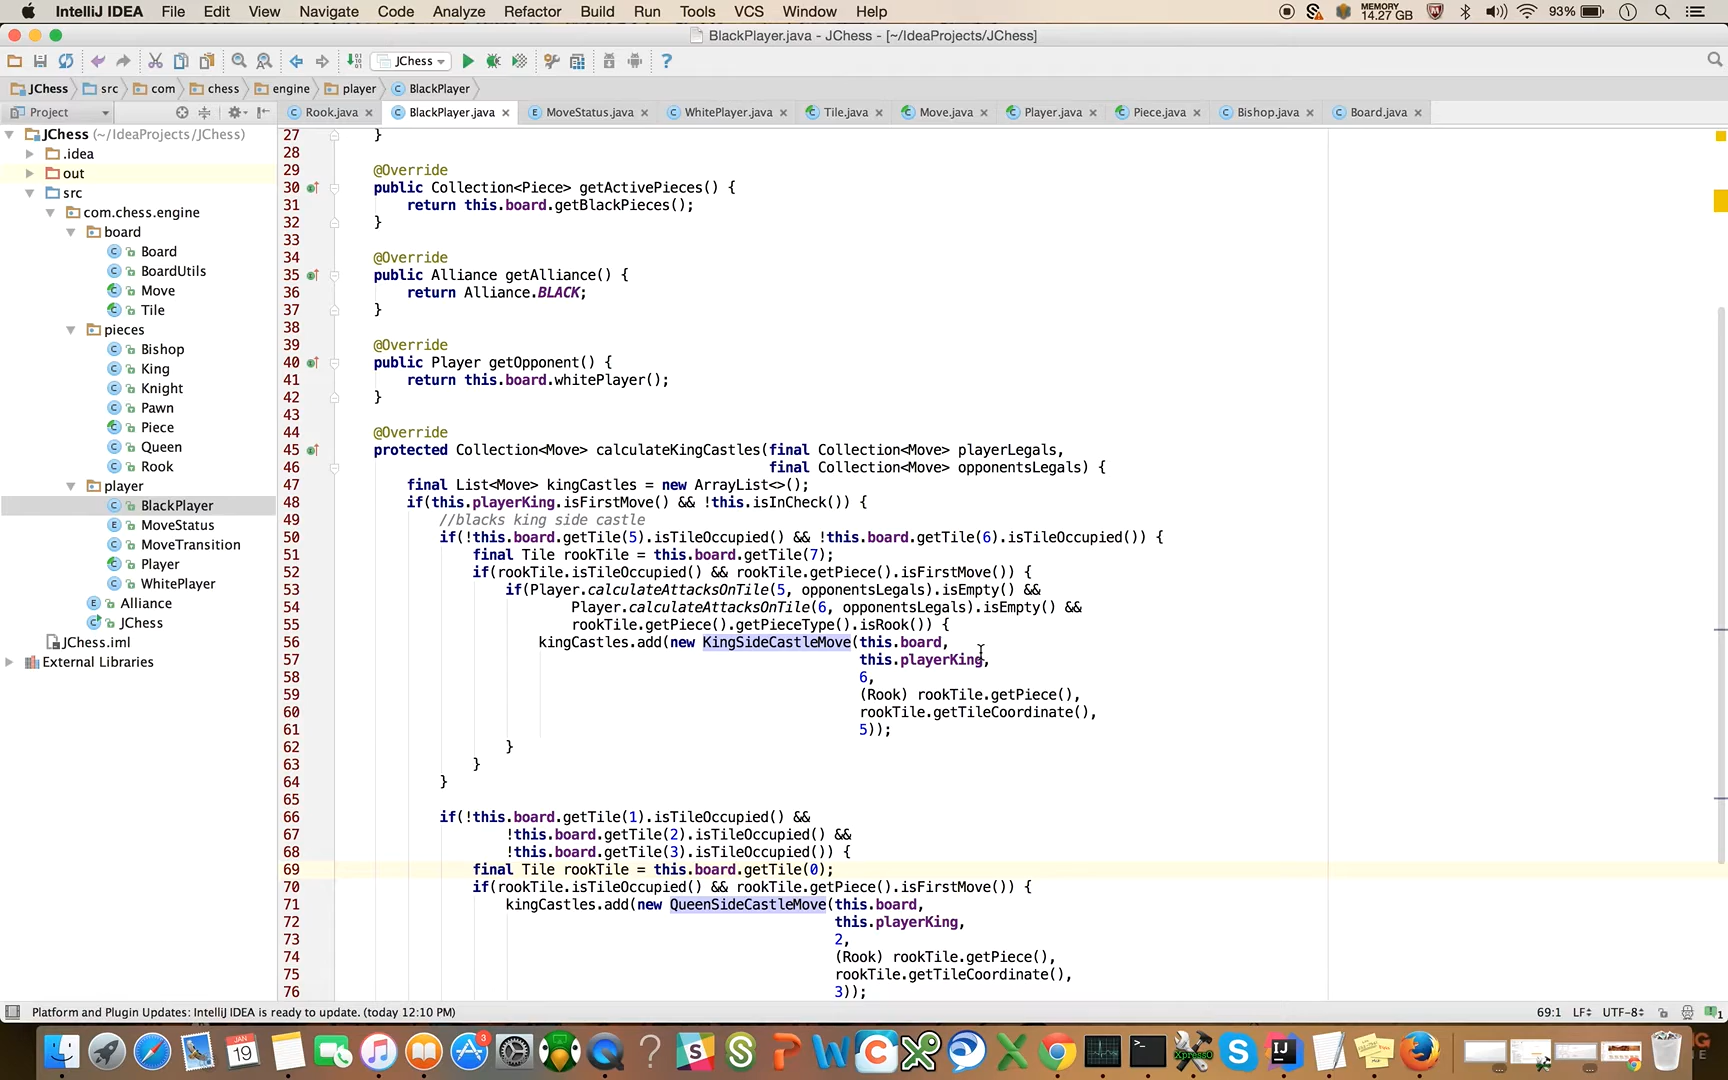 IntelliJ IDEA File Edit View Navigate Code Analyze Refactor Build Run Tools VCS Window Help MEMORY 14.27 GB 93%
BlackPlayer.java - JChess - [~/IdeaProjects/JChess]
JChess
JChess src com chess engine player BlackPlayer
Project Rook.java BlackPlayer.java MoveStatus.java WhitePlayer.java Tile.java Move.java Player.java Piece.java Bishop.java Board.java
JChess (~/IdeaProjects/JChess)
.idea
out
src
com.chess.engine
board
Board
BoardUtils
Move
Tile
pieces
Bishop
King
Knight
Pawn
Piece
Queen
Rook
player
BlackPlayer
MoveStatus
MoveTransition
Player
WhitePlayer
Alliance
JChess
JChess.iml
External Libraries
27 }
28
29 @Override
30 public Collection<Piece> getActivePieces() {
31 return this.board.getBlackPieces();
32 }
33
34 @Override
35 public Alliance getAlliance() {
36 return Alliance.BLACK;
37 }
38
39 @Override
40 public Player getOpponent() {
41 return this.board.whitePlayer();
42 }
43
44 @Override
45 protected Collection<Move> calculateKingCastles(final Collection<Move> playerLegals,
46 final Collection<Move> opponentsLegals) {
47 final List<Move> kingCastles = new ArrayList<>();
48 if(this.playerKing.isFirstMove() && !this.isInCheck()) {
49 //blacks king side castle
50 if(!this.board.getTile(5).isTileOccupied() && !this.board.getTile(6).isTileOccupied()) {
51 final Tile rookTile = this.board.getTile(7);
52 if(rookTile.isTileOccupied() && rookTile.getPiece().isFirstMove()) {
53 if(Player.calculateAttacksOnTile(5, opponentsLegals).isEmpty() &&
54 Player.calculateAttacksOnTile(6, opponentsLegals).isEmpty() &&
55 rookTile.getPiece().getPieceType().isRook()) {
56 kingCastles.add(new KingSideCastleMove(this.board,
57 this.playerKing,
58 6,
59 (Rook) rookTile.getPiece(),
60 rookTile.getTileCoordinate(),
61 5));
62 }
63 }
64 }
65
66 if(!this.board.getTile(1).isTileOccupied() &&
67 !this.board.getTile(2).isTileOccupied() &&
68 !this.board.getTile(3).isTileOccupied()) {
69 final Tile rookTile = this.board.getTile(0);
70 if(rookTile.isTileOccupied() && rookTile.getPiece().isFirstMove()) {
71 kingCastles.add(new QueenSideCastleMove(this.board,
72 this.playerKing,
73 2,
74 (Rook) rookTile.getPiece(),
75 rookTile.getTileCoordinate(),
76 3));
Platform and Plugin Updates: IntelliJ IDEA is ready to update. (today 12:10 PM) 69:1 LF UTF-8